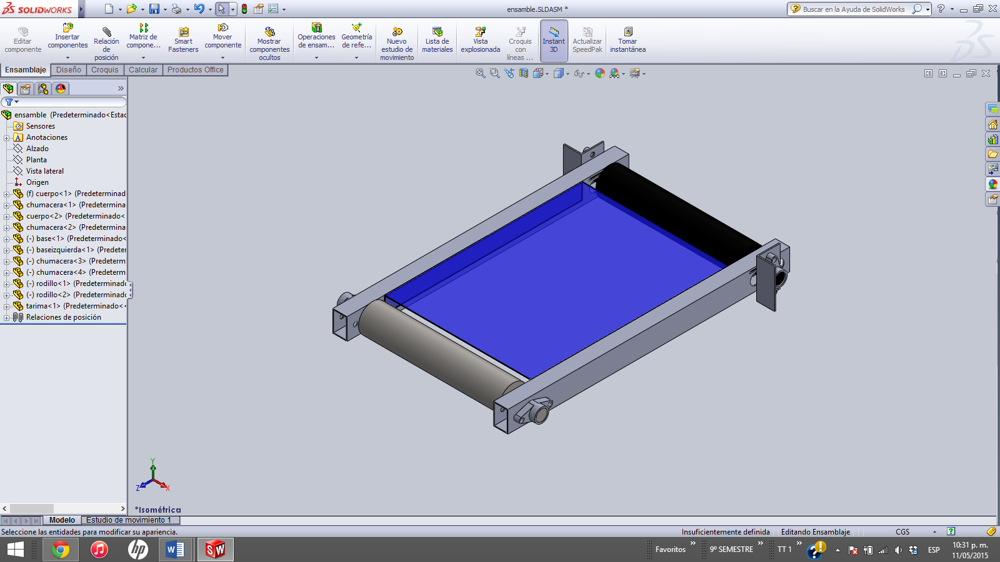 SOLIDWORKS
ensamble.SLDASM *
Buscar en la Ayuda de SolidWorks
Editar componente
Insertar componentes
Relación de posición
Matriz de compone...
Smart Fasteners
Mover componente
Mostrar componentes ocultos
Operaciones de ensam...
Geometría de refe...
Nuevo estudio de movimiento
Lista de materiales
Vista explosionada
Croquis con líneas ...
Instant 3D
Actualizar SpeedPak
Tomar instantánea
Ensamblaje
Diseño
Croquis
Calcular
Productos Office
ensamble (Predeterminado<Estac
Sensores
Anotaciones
Alzado
Planta
Vista lateral
Origen
(f) cuerpo<1> (Predeterminad
chumacera<1> (Predetermina
cuerpo<2> (Predeterminado<
chumacera<2> (Predetermina
(-) base<1> (Predeterminado<
(-) baseizquierda<1> (Predeter
(-) chumacera<3> (Predeterm
(-) chumacera<4> (Predeterm
(-) rodillo<1> (Predeterminado
(-) rodillo<2> (Predeterminado
tarima<1> (Predeterminado<<
Relaciones de posición
Y
Z
X
*Isométrica
Modelo
Estudio de movimiento 1
Seleccione las entidades para modificar su apariencia.
Insuficientemente definida
Editando Ensamblaje
CGS
Favoritos
9º SEMESTRE
TT 1
ESP
10:31 p. m.
11/05/2015